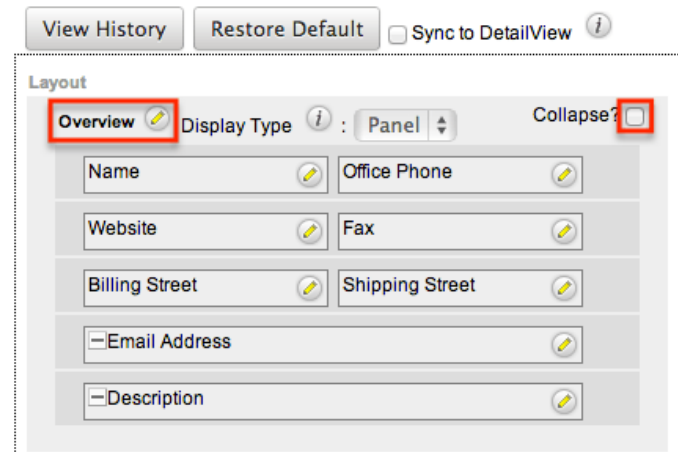 View History Restore Default Sync to DetailView i
Layout
Overview Display Type i : Panel Collapse?
Name Office Phone
Website Fax
Billing Street Shipping Street
Email Address
Description